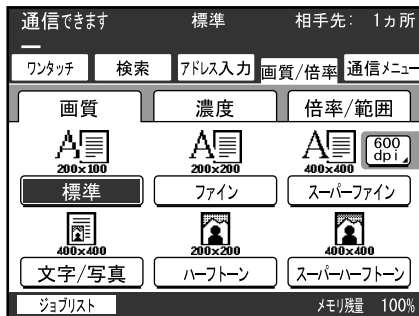 通信できます 標準 相手先: 1ヵ所
ワンタッチ 検索 アドレス入力 画質/倍率 通信メニュー
画質 濃度 倍率/範囲
A A A 600 dpi
200x100 200x200 400x400
標準 ファイン スーパーファイン
400x400 200x200 400x400
文字/写真 ハーフトーン スーパーハーフトーン
ジョブリスト メモリ残量 100%